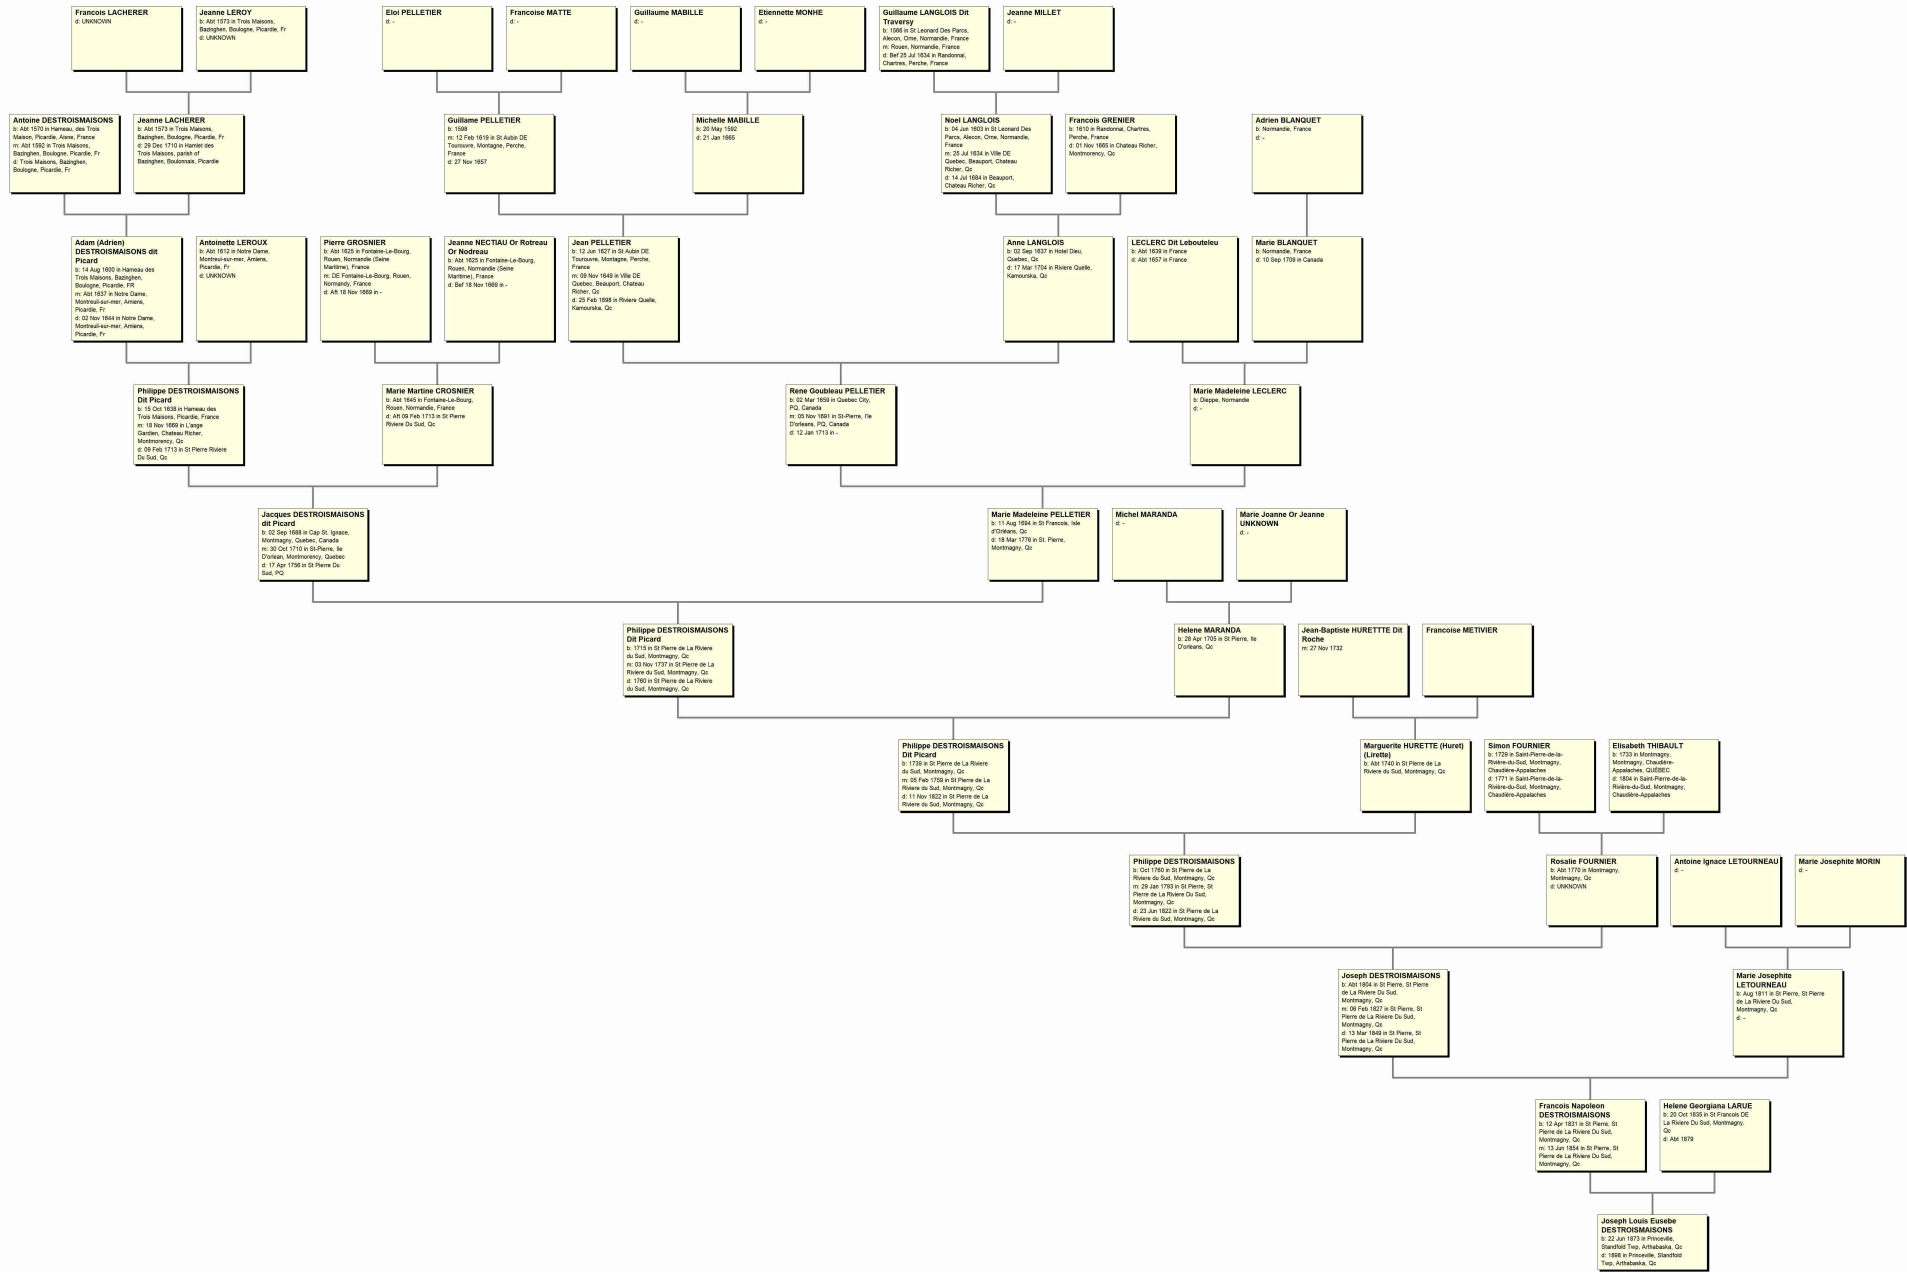 Francois LACHERER
d: UNKNOWN
Jeanne LEROY
b: Abt 1573 in Trois Maisons,
Bazinghen, Boulogne, Picardie, Fr
d: UNKNOWN
Eloi PELLETIER
d: -
Francoise MATTE
d: -
Guillaume MABILLE
d: -
Etiennette MONHE
d: -
Guillaume LANGLOIS Dit
Traversy
b: 1566 in St Leonard Des Parcs,
Alecon, Orne, Normandie, France
m: Rouen, Normandie, France
d: Bef 25 Jul 1634 in Randonnai,
Chartres, Perche, France
Jeanne MILLET
d: -
Antoine DESTROISMAISONS
b: Abt 1570 in Hameau, des Trois
Maison, Picardie, Aisne, France
m: Abt 1592 in Trois Maisons,
Bazinghen, Boulogne, Picardie, Fr
d: Trois Maisons, Bazinghen,
Boulogne, Picardie, Fr
Jeanne LACHERER
b: Abt 1573 in Trois Maisons,
Bazinghen, Boulogne, Picardie, Fr
d: 29 Dec 1710 in Hamlet des
Trois Maisons, parish of
Bazinghen, Boulonnais, Picardie
Guillame PELLETIER
b: 1598
m: 12 Feb 1619 in St Aubin DE
Tourouvre, Montagne, Perche,
France
d: 27 Nov 1657
Michelle MABILLE
b: 20 May 1592
d: 21 Jan 1665
Noel LANGLOIS
b: 04 Jun 1603 in St Leonard Des
Parcs, Alecon, Orne, Normandie,
France
m: 25 Jul 1634 in Ville DE
Quebec, Beauport, Chateau
Richer, Qc
d: 14 Jul 1684 in Beauport,
Chateau Richer, Qc
Francois GRENIER
b: 1610 in Randonai, Chartres,
Perche, France
d: 01 Nov 1665 in Chateau Richer,
Montmorency, Qc
Adrien BLANQUET
b: Normandie, France
d: -
Adam (Adrien)
DESTROISMAISONS dit
Picard
b: 14 Aug 1600 in Hameau des
Trois Maisons, Bazinghen,
Boulogne, Picardie, FR
m: Abt 1637 in Notre Dame,
Montreuil-sur-mer, Amiens,
Picardie, Fr
d: 02 Nov 1644 in Notre Dame,
Montreuil-sur-mer, Amiens,
Picardie, Fr
Antoinette LEROUX
b: Abt 1612 in Notre Dame,
Montreui-sur-mer, Amiens,
Picardie, Fr
d: UNKNOWN
Pierre GROSNIER
b: Abt 1625 in Fontaine-Le-Bourg,
Rouen, Normandie (Seine
Maritime), France
m: DE Fontaine-Le-Bourg, Rouen,
Normandy, France
d: Aft 18 Nov 1669 in -
Jeanne NECTIAU Or Rotreau
Or Nodreau
b: Abt 1625 in Fontaine-Le-Bourg,
Rouen, Normandie (Seine
Maritime), France
d: Bef 18 Nov 1669 in -
Jean PELLETIER
b: 12 Jun 1627 in St Aubin DE
Tourouvre, Montagne, Perche,
France
m: 09 Nov 1649 in Ville DE
Quebec, Beauport, Chateau
Richer, Qc
d: 25 Feb 1698 in Riviere Quelle,
Kamourska, Qc
Anne LANGLOIS
b: 02 Sep 1637 in Hotel Dieu,
Quebec, Qc
d: 17 Mar 1704 in Riviere Quelle,
Kamourska, Qc
LECLERC Dit Lebouteleu
b: Abt 1639 in France
d: Abt 1657 in France
Marie BLANQUET
b: Normandie, France
d: 10 Sep 1709 in Canada
Philippe DESTROISMAISONS
Dit Picard
b: 15 Oct 1638 in Hameau des
Trois Maisons, Picardie, France
m: 18 Nov 1669 in L'ange
Gardien, Chateau Richer,
Montmorency, Qc
d: 09 Feb 1713 in St Pierre Riviere
Du Sud, Qc
Marie Martine CROSNIER
b: Abt 1645 in Fontaine-Le-Bourg,
Rouen, Normandie, France
d: Aft 09 Feb 1713 in St Pierre
Riviere Du Sud, Qc
Rene Goubleau PELLETIER
b: 02 Mar 1659 in Quebec City,
PQ, Canada
m: 05 Nov 1691 in St-Pierre, I'le
D'orleans, PQ, Canada
d: 12 Jan 1713 in -
Marie Madeleine LECLERC
b: Dieppe, Normandie
d: -
Jacques DESTROISMAISONS
dit Picard
b: 02 Sep 1688 in Cap St. Ignace,
Montmagny, Quebec, Canada
m: 30 Oct 1710 in St-Pierre, Ile
D'orlean, Montmorency, Quebec
d: 17 Apr 1756 in St Pierre Du
Sud, PQ
Marie Madeleine PELLETIER
b: 11 Aug 1694 in St Francois, Isle
d'Orléans, Qc
d: 18 Mar 1776 in St. Pierre,
Montmagny, Qc
Michel MARANDA
d: -
Marie Joanne Or Jeanne
UNKNOWN
d: -
Philippe DESTROISMAISONS
Dit Picard
b: 1715 in St Pierre de La Riviere
du Sud, Montmagny, Qc
m: 03 Nov 1737 in St Pierre de La
Riviere du Sud, Montmagny, Qc
d: 1760 in St Pierre de La Riviere
du Sud, Montmagny, Qc
Helene MARANDA
b: 28 Apr 1705 in St Pierre, Ile
D'orleans, Qc
Jean-Baptiste HURETTTE Dit
Roche
m: 27 Nov 1732
Francoise METIVIER
Philippe DESTROISMAISONS
Dit Picard
b: 1739 in St Pierre de La Riviere
du Sud, Montmagny, Qc
m: 05 Feb 1759 in St Pierre de La
Riviere du Sud, Montmagny, Qc
d: 11 Nov 1822 in St Pierre de La
Riviere du Sud, Montmagny, Qc
Marguerite HURETTE (Huret)
(Lirette)
b: Abt 1740 in St Pierre de La
Riviere du Sud, Montmagny, Qc
Simon FOURNIER
b: 1729 in Saint-Pierre-de-la-
Rivière-du-Sud, Montmagny,
Chaudière-Appalaches
d: 1771 in Saint-Pierre-de-la-
Rivière-du-Sud, Montmagny,
Chaudière-Appalaches
Elisabeth THIBAULT
b: 1733 in Montmagny,
Montmagny, Chaudière-
Appalaches, QUÉBEC
d: 1804 in Saint-Pierre-de-la-
Rivière-du-Sud, Montmagny,
Chaudière-Appalaches
Philippe DESTROISMAISONS
b: Oct 1760 in St Pierre de La
Riviere du Sud, Montmagny, Qc
m: 29 Jan 1793 in St Pierre, St
Pierre de La Riviere Du Sud,
Montmagny, Qc
d: 23 Jun 1822 in St Pierre de La
Riviere du Sud, Montmagny, Qc
Rosalie FOURNIER
b: Abt 1770 in Montmagny,
Montmagny, Qc
d: UNKNOWN
Antoine Ignace LETOURNEAU
d: -
Marie Josephite MORIN
d: -
Joseph DESTROISMAISONS
b: Abt 1804 in St Pierre, St Pierre
de La Riviere Du Sud,
Montmagny, Qc
m: 06 Feb 1827 in St Pierre, St
Pierre de La Riviere Du Sud,
Montmagny, Qc
d: 13 Mar 1849 in St Pierre, St
Pierre de La Riviere Du Sud,
Montmagny, Qc
Marie Josephite
LETOURNEAU
b: Aug 1811 in St Pierre, St Pierre
de La Riviere Du Sud,
Montmagny, Qc
d: -
Francois Napoleon
DESTROISMAISONS
b: 12 Apr 1831 in St Pierre, St
Pierre de La Riviere Du Sud,
Montmagny, Qc
m: 13 Jun 1854 in St Pierre, St
Pierre de La Riviere Du Sud,
Montmagny, Qc
Helene Georgiana LARUE
b: 20 Oct 1835 in St Francois DE
La Riviere Du Sud, Montmagny,
Qc
d: Abt 1879
Joseph Louis Eusebe
DESTROISMAISONS
b: 22 Jun 1873 in Princeville,
Standfold Twp, Arthabaska, Qc
d: 1898 in Princeville, Standfold
Twp, Arthabaska, Qc